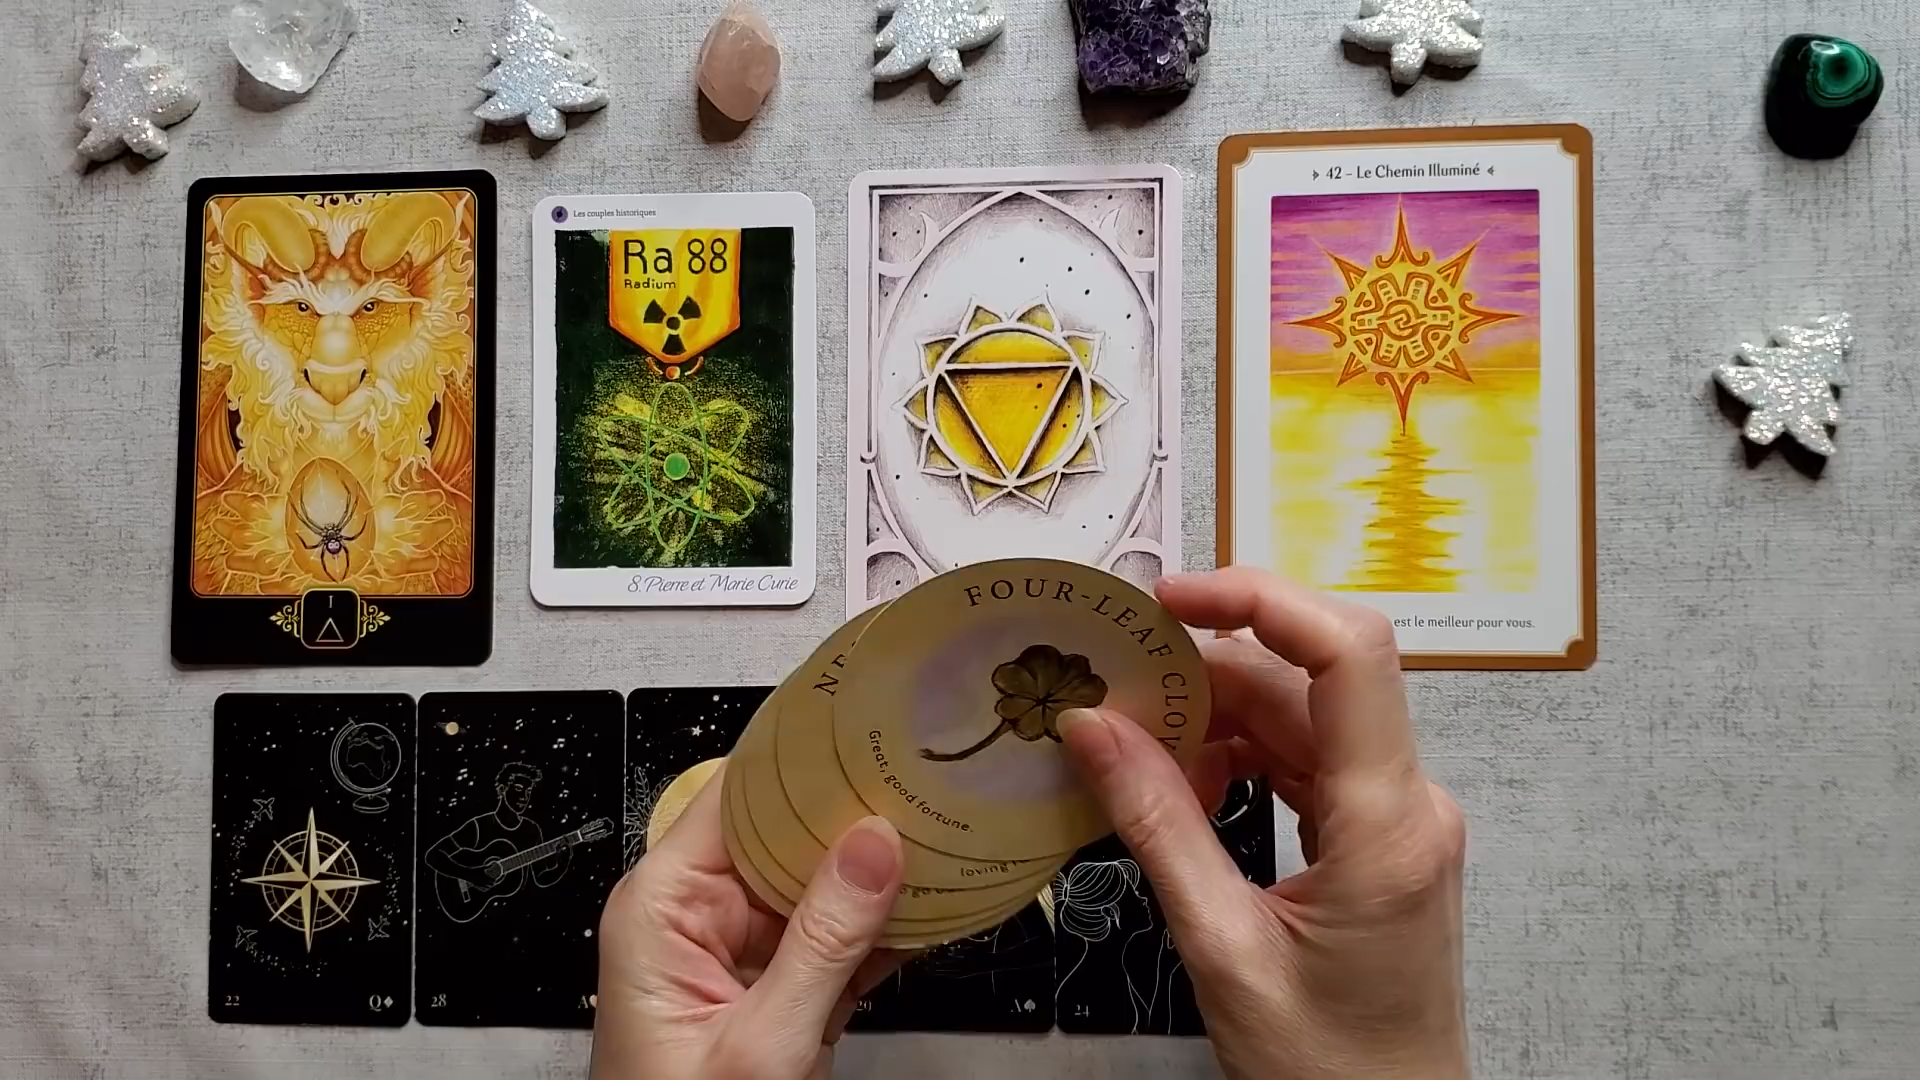 42 - Le Chemin Illuminé
Les couples historiques
Ra 88
Radium
8. Pierre et Marie Curie
I
est le meilleur pour vous.
FOUR-LEAF
Great, good fortune.
loving
go
22
Q♦
28
A♥
A♠
24